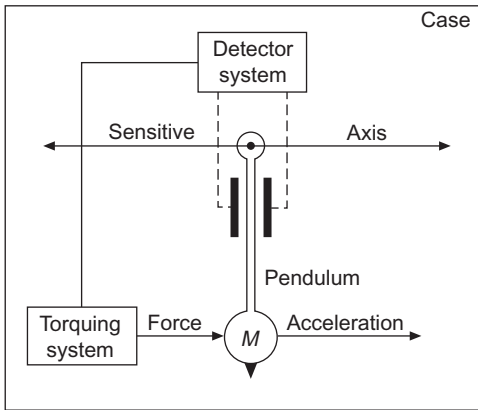 Case
Detector
system
Sensitive Axis
Pendulum
Torquing
system
Force
M
Acceleration